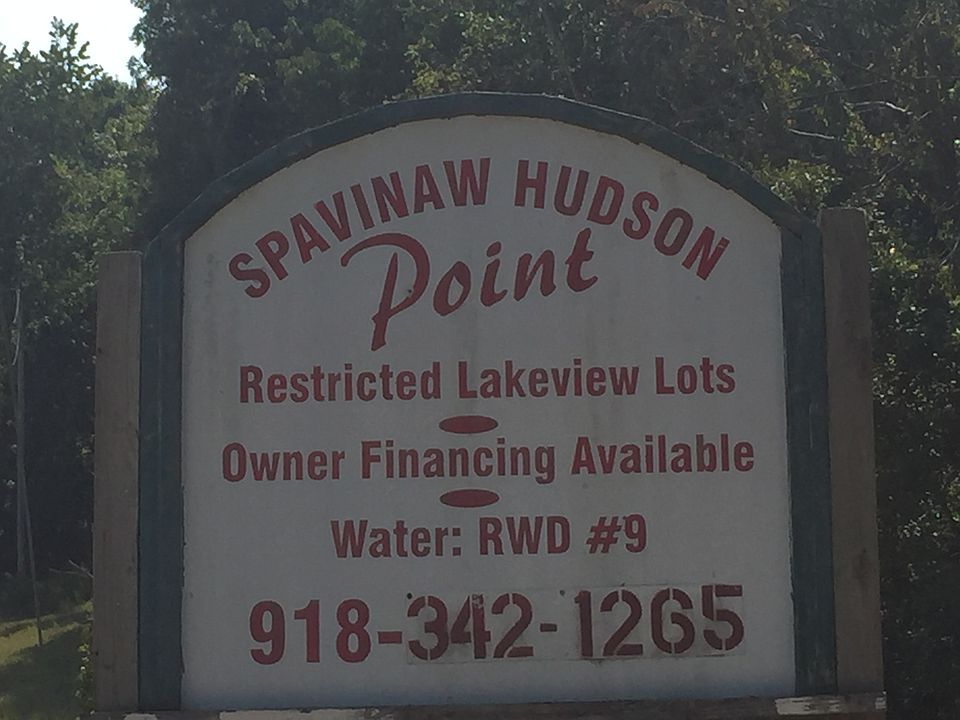 SPAVINAW HUDSON
Point
Restricted Lakeview Lots
Owner Financing Available
Water: RWD #9
918-342-1265